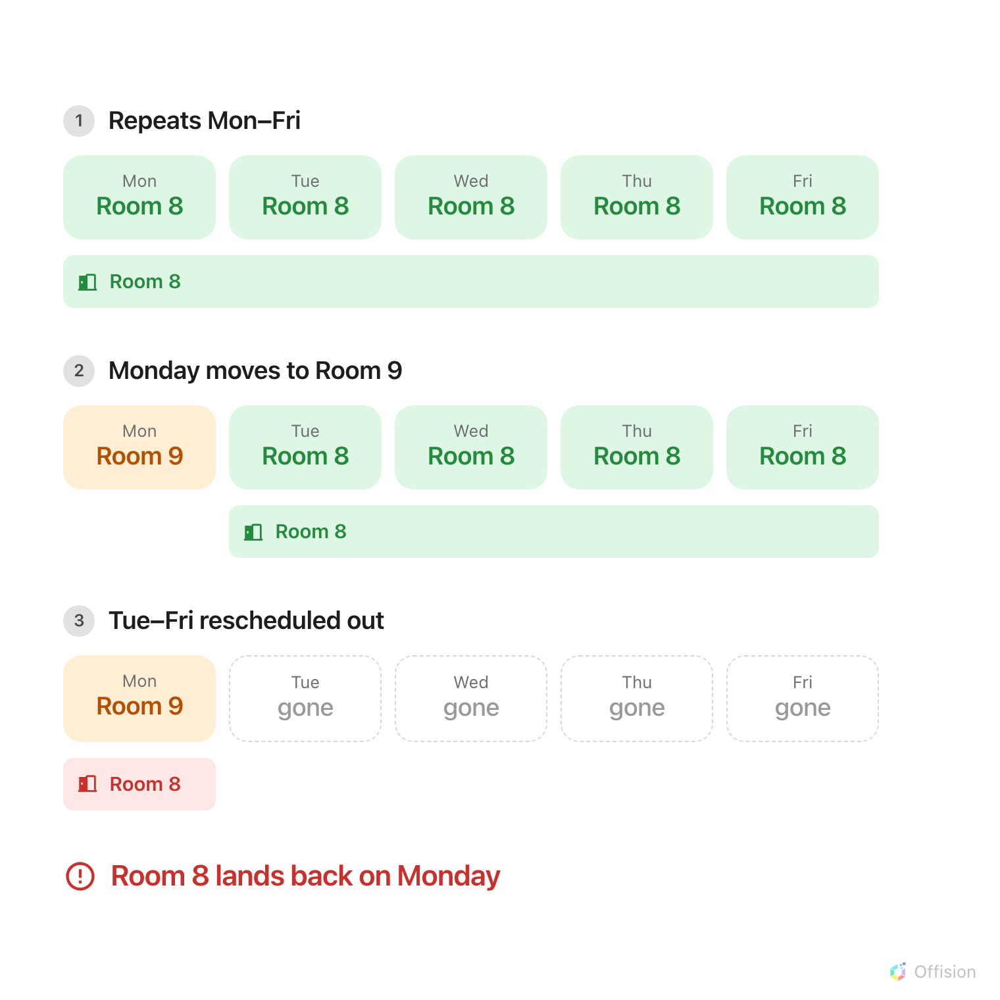 1 Repeats Mon–Fri
Mon Tue Wed Thu Fri
Room 8 Room 8 Room 8 Room 8 Room 8
Room 8
2 Monday moves to Room 9
Mon Tue Wed Thu Fri
Room 9 Room 8 Room 8 Room 8 Room 8
Room 8
3 Tue–Fri rescheduled out
Mon Tue Wed Thu Fri
Room 9 gone gone gone gone
Room 8
Room 8 lands back on Monday
Offision